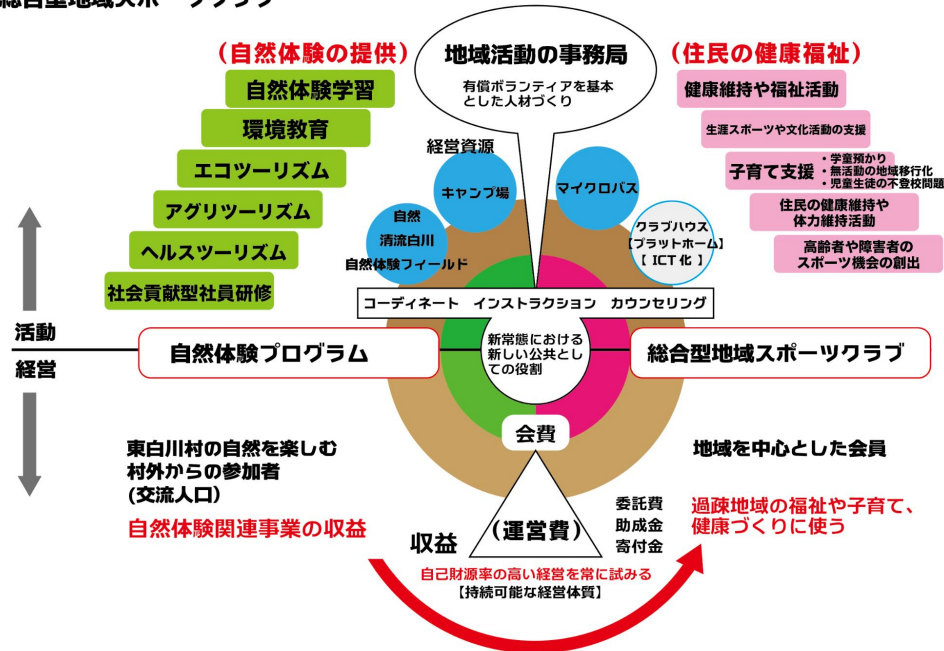 総合型地域スポーツクラブ
(自然体験の提供)
自然体験学習
環境教育
エコツーリズム
アグリツーリズム
ヘルスツーリズム
社会貢献型社員研修
地域活動の事務局
有償ボランティアを基本
とした人材づくり
(住民の健康福祉)
健康維持や福祉活動
生涯スポーツや文化活動の支援
子育て支援
・学童預かり
・無活動の地域移行化
・児童生徒の不登校問題
住民の健康維持や
体力維持活動
高齢者や障害者の
スポーツ機会の創出
経営資源
キャンプ場
マイクロバス
自然
清流白川
自然体験フィールド
クラブハウス
【プラットホーム】
【 ICT 化 】
コーディネート インストラクション カウンセリング
活動
経営
自然体験プログラム
新常態における
新しい公共とし
ての役割
総合型地域スポーツクラブ
会費
東白川村の自然を楽しむ
村外からの参加者
(交流人口)
自然体験関連事業の収益
地域を中心とした会員
過疎地域の福祉や子育て、
健康づくりに使う
収益
(運営費)
委託費
助成金
寄付金
自己財源率の高い経営を常に試みる
【持続可能な経営体質】